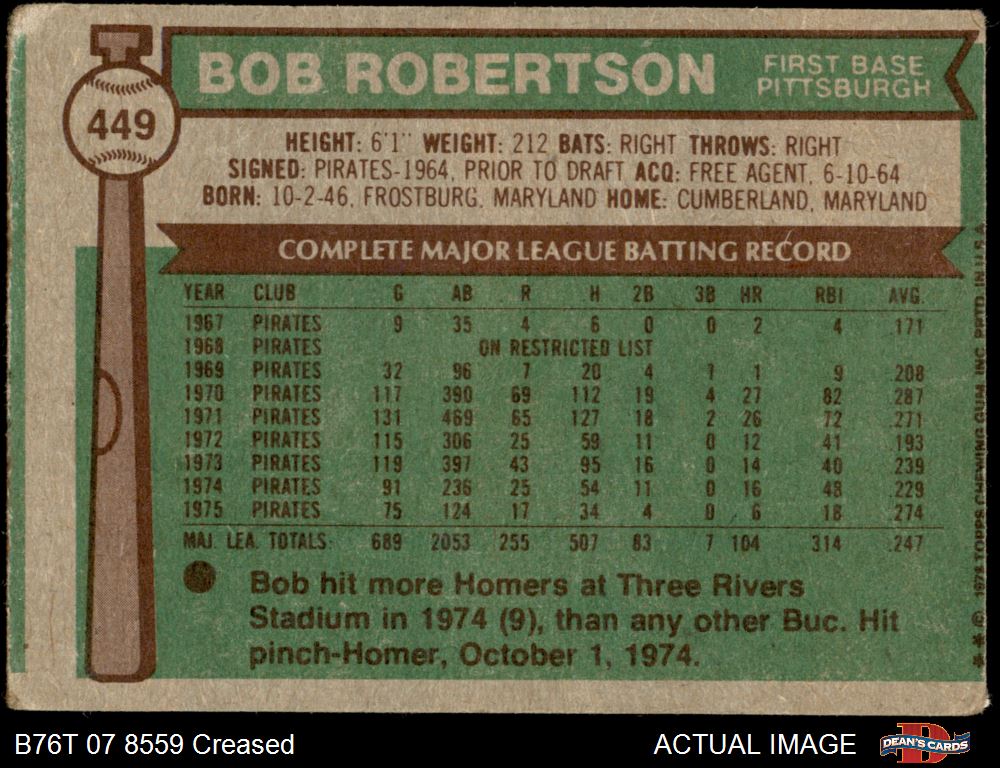 449
BOB ROBERTSON
FIRST BASE
PITTSBURGH
HEIGHT: 6'1" WEIGHT: 212 BATS: RIGHT THROWS: RIGHT
SIGNED: PIRATES-1964, PRIOR TO DRAFT ACQ: FREE AGENT, 6-10-64
BORN: 10-2-46, FROSTBURG, MARYLAND HOME: CUMBERLAND, MARYLAND
COMPLETE MAJOR LEAGUE BATTING RECORD
YEAR CLUB G AB R H 2B 3B HR RBI AVG.
1967 PIRATES 9 35 4 6 0 0 2 4 .171
1968 PIRATES ON RESTRICTED LIST
1969 PIRATES 32 96 7 20 4 1 1 9 .208
1970 PIRATES 117 390 69 112 19 4 27 82 .287
1971 PIRATES 131 469 65 127 18 2 26 72 .271
1972 PIRATES 115 306 25 59 11 0 12 41 .193
1973 PIRATES 119 397 43 95 16 0 14 40 .239
1974 PIRATES 91 236 25 54 11 0 16 48 .229
1975 PIRATES 75 124 17 34 4 0 6 18 .274
MAJ. LEA. TOTALS 689 2053 255 507 83 7 104 314 .247
Bob hit more Homers at Three Rivers
Stadium in 1974 (9), than any other Buc. Hit
pinch-Homer, October 1, 1974.
** © 1976 TOPPS CHEWING GUM, INC. PRTD. IN U.S.A.
B76T 07 8559 Creased
ACTUAL IMAGE
DEAN'S CARDS